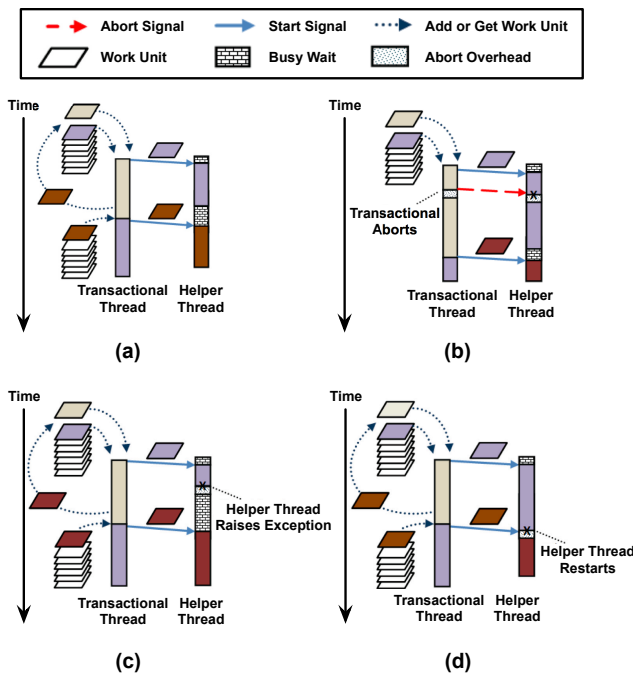 Abort Signal Start Signal Add or Get Work Unit
Work Unit Busy Wait Abort Overhead
Time
Transactional Thread
Helper Thread
(a)
Time
Transactional Aborts
Transactional Thread
Helper Thread
(b)
Time
Helper Thread
Raises Exception
Transactional Thread
Helper Thread
(c)
Time
Helper Thread
Restarts
Transactional Thread
Helper Thread
(d)